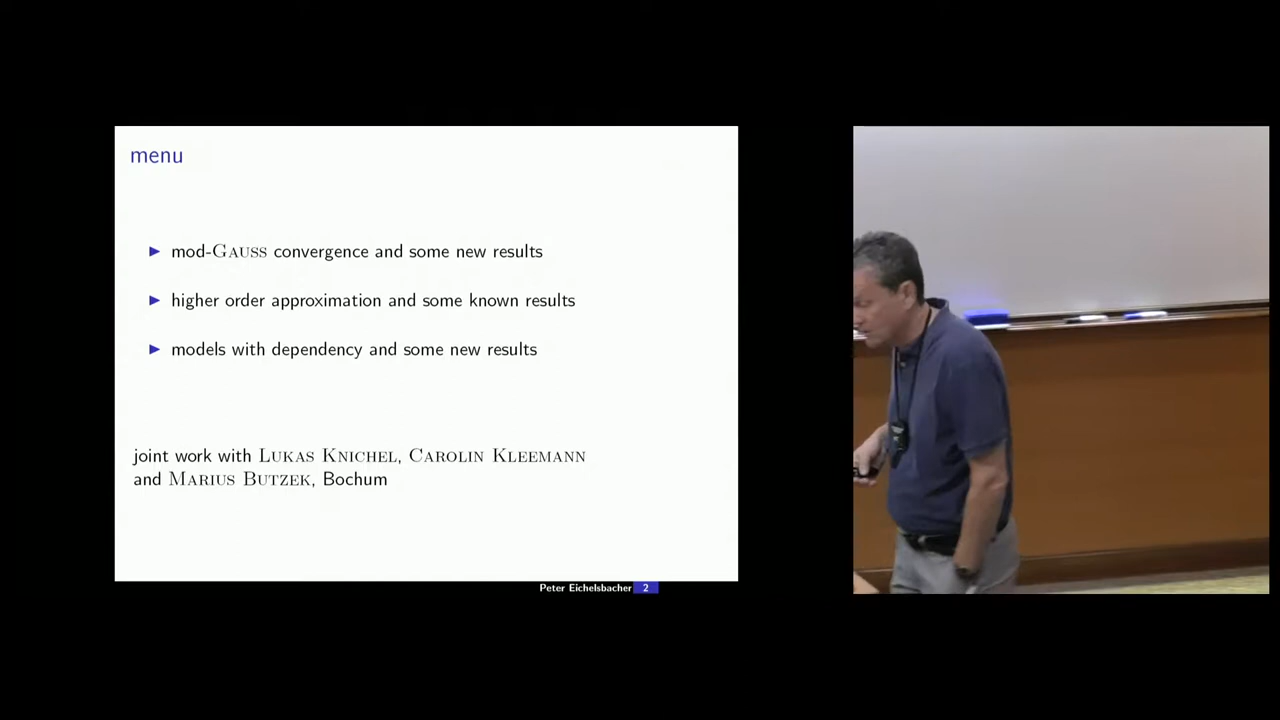 menu
▶ mod-GAUSS convergence and some new results
▶ higher order approximation and some known results
▶ models with dependency and some new results
joint work with LUKAS KNICHEL, CAROLIN KLEEMANN
and MARIUS BUTZEK, Bochum
Peter Eichelsbacher 2